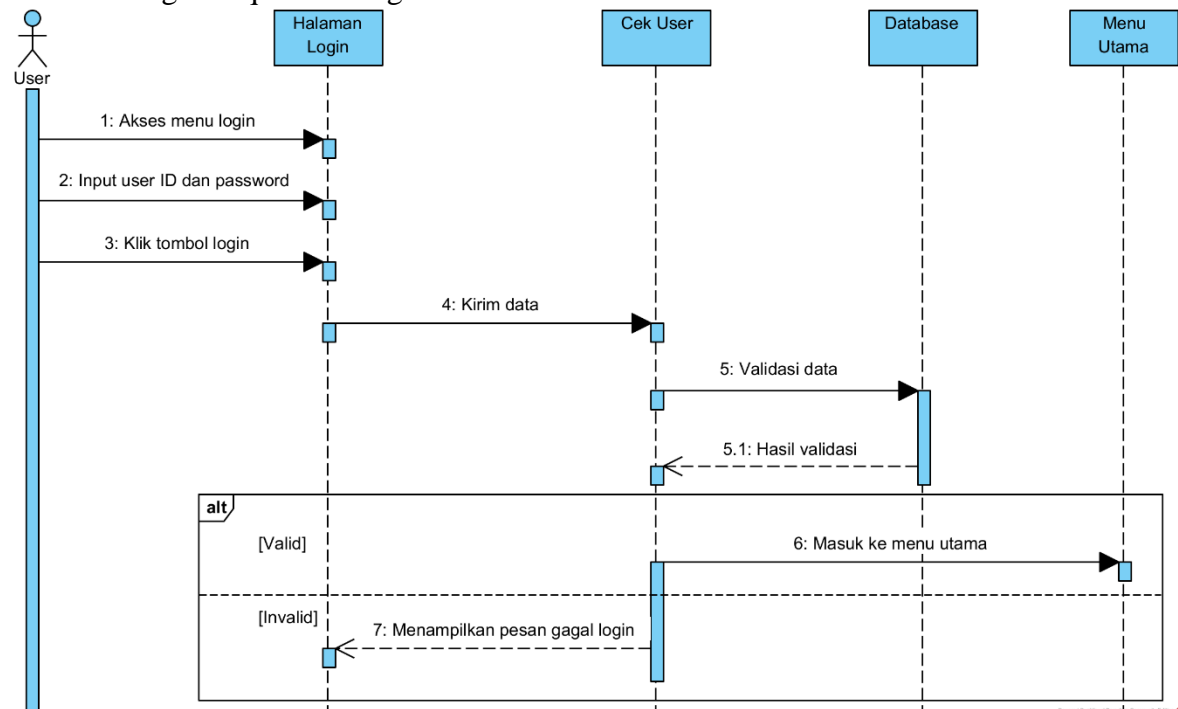 Halaman
Login
Cek User
Database
Menu
Utama
User
1: Akses menu login
2: Input user ID dan password
3: Klik tombol login
4: Kirim data
5: Validasi data
5.1: Hasil validasi
alt
[Valid]
6: Masuk ke menu utama
[Invalid]
7: Menampilkan pesan gagal login